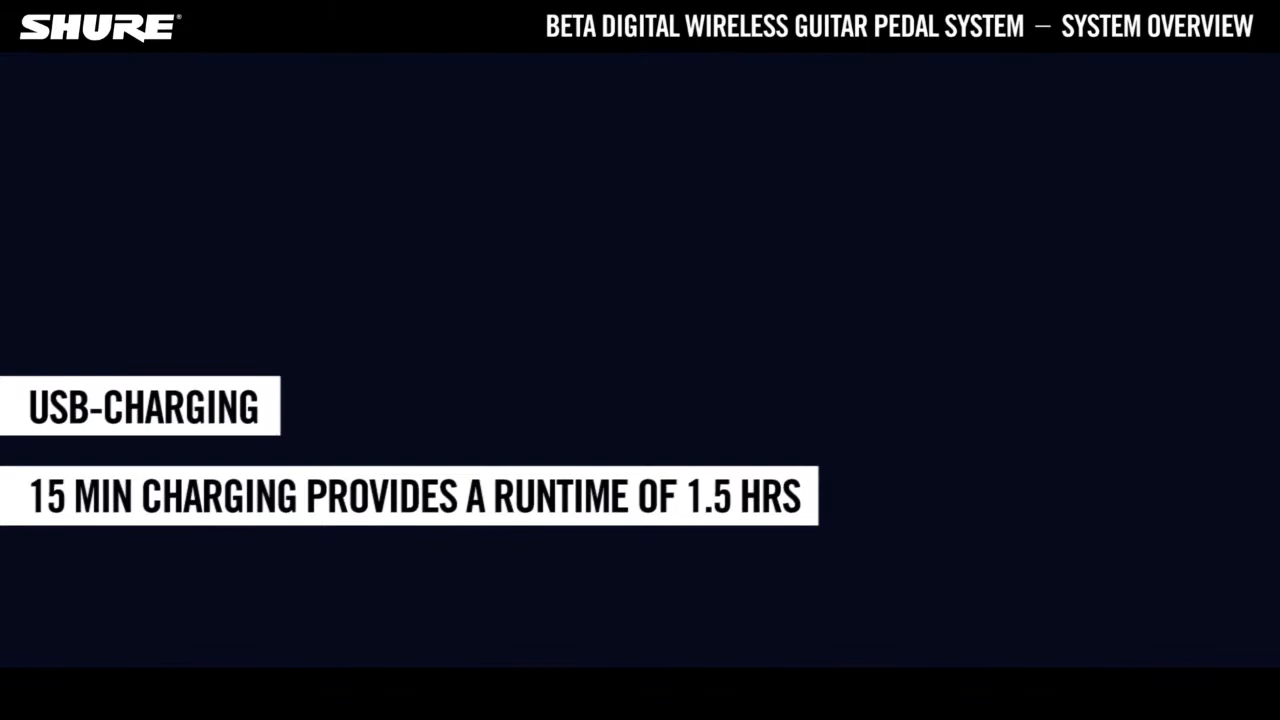 SHURE®
BETA DIGITAL WIRELESS GUITAR PEDAL SYSTEM – SYSTEM OVERVIEW
USB-CHARGING
15 MIN CHARGING PROVIDES A RUNTIME OF 1.5 HRS